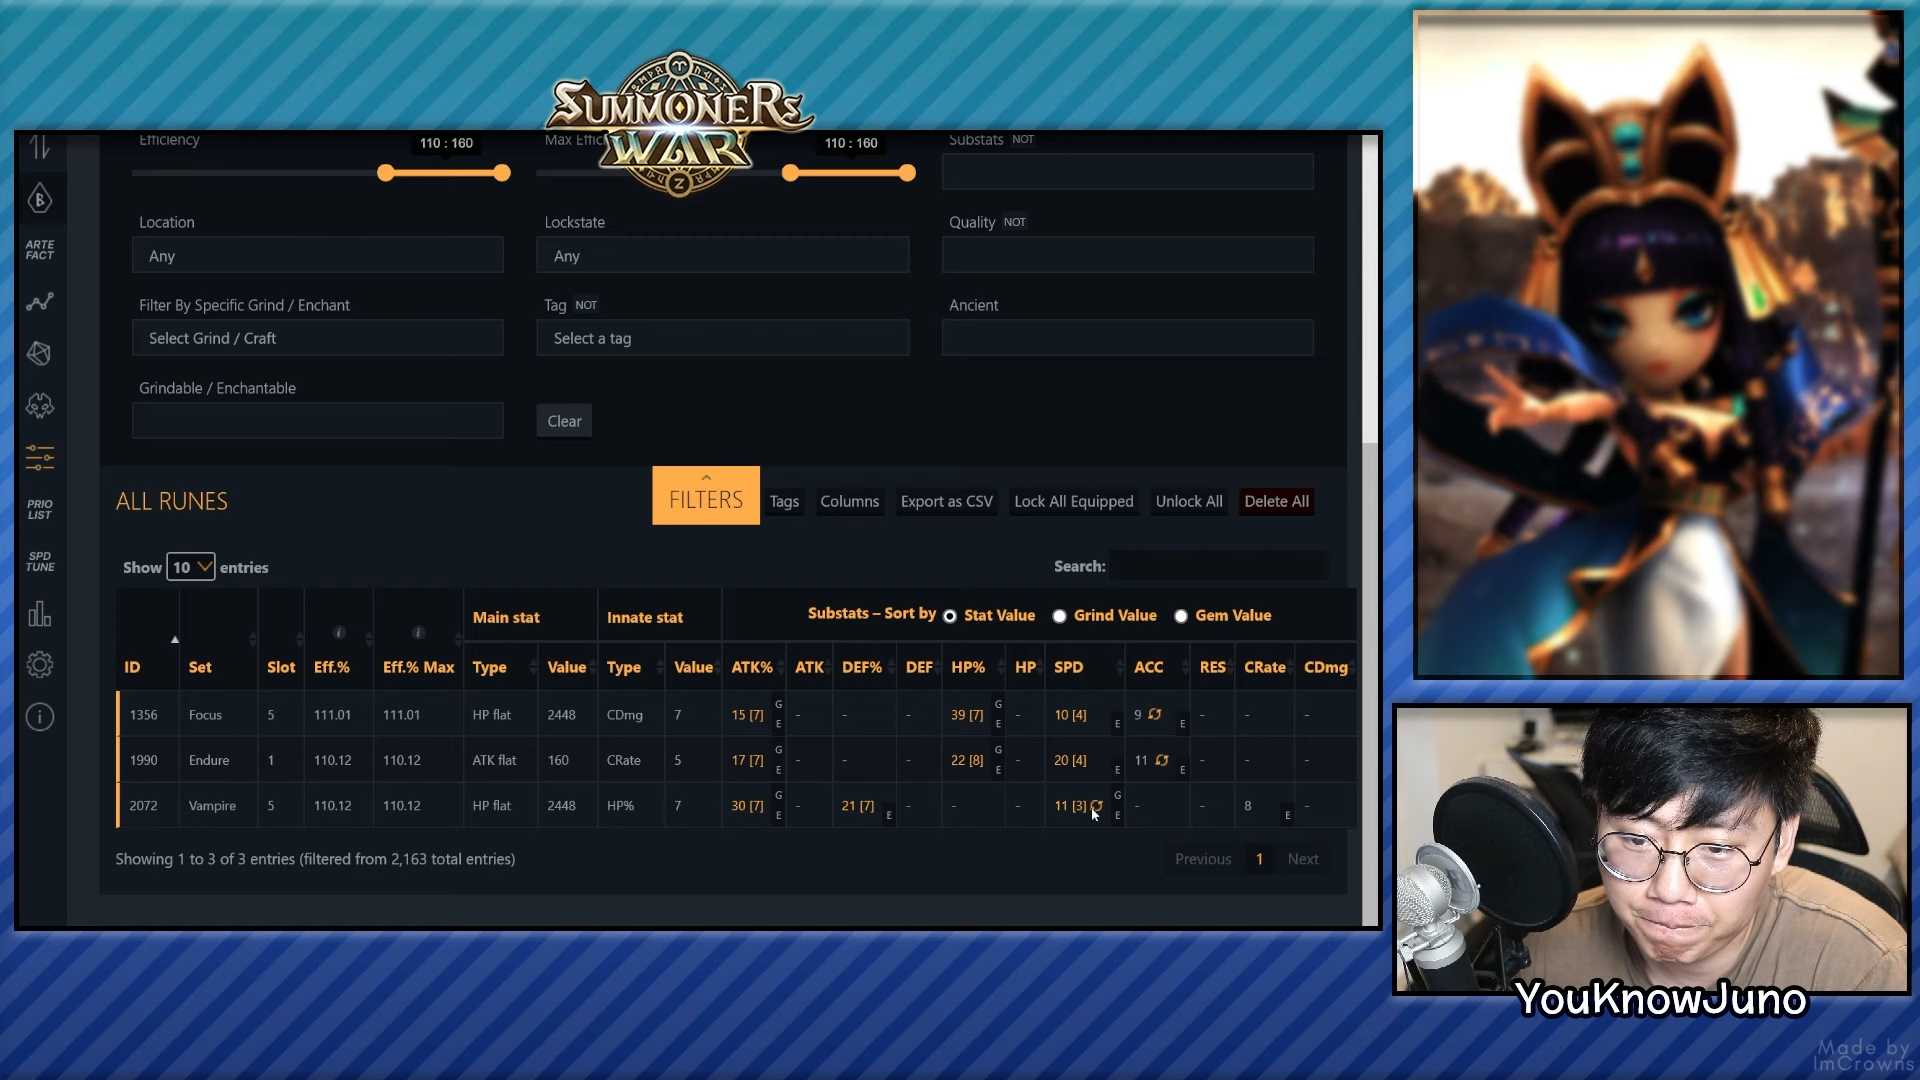 SUMMONERS
WAR
Efficiency
110 : 160
Max Effici
110 : 160
Substats NOT
Location
Any
Lockstate
Any
Quality NOT
Filter By Specific Grind / Enchant
Select Grind / Craft
Tag NOT
Select a tag
Ancient
Grindable / Enchantable
Clear
ARTE
FACT
PRIO
LIST
SPD
TUNE
ALL RUNES
FILTERS
Tags
Columns
Export as CSV
Lock All Equipped
Unlock All
Delete All
Show 10 entries
Search:
Main stat
Innate stat
Substats – Sort by Stat Value Grind Value Gem Value
ID Set Slot Eff.% Eff.% Max Type Value Type Value ATK% ATK DEF% DEF HP% HP SPD ACC RES CRate CDmg
1356 Focus 5 111.01 111.01 HP flat 2448 CDmg 7 15 [7] G E - - - 39 [7] G E - 10 [4] E 9 E - - -
1990 Endure 1 110.12 110.12 ATK flat 160 CRate 5 17 [7] G E - - - 22 [8] G E - 20 [4] E 11 E - - -
2072 Vampire 5 110.12 110.12 HP flat 2448 HP% 7 30 [7] G E - 21 [7] E - - - 11 [3] G E - - 8 E -
Showing 1 to 3 of 3 entries (filtered from 2,163 total entries)
Previous 1 Next
YouKnowJuno
Made by
ImCrowns